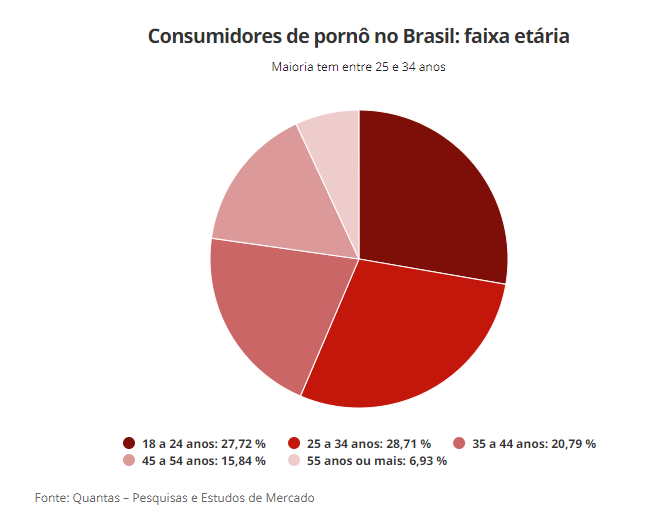 Consumidores de pornô no Brasil: faixa etária
Maioria tem entre 25 e 34 anos
18 a 24 anos: 27,72 % 25 a 34 anos: 28,71 % 35 a 44 anos: 20,79 %
45 a 54 anos: 15,84 % 55 anos ou mais: 6,93 %
Fonte: Quantas – Pesquisas e Estudos de Mercado